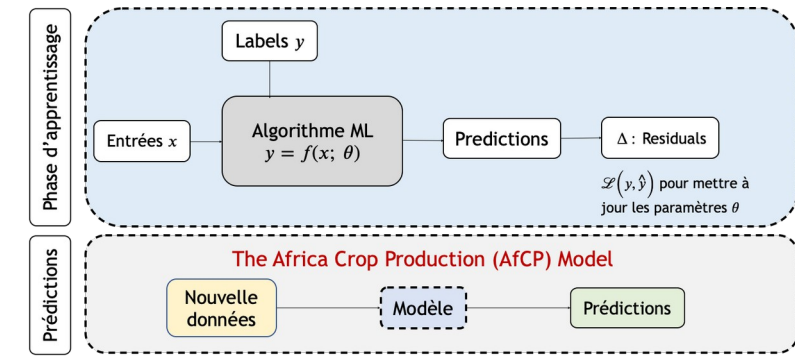 Phase d'apprentissage
Labels y
Entrées x
Algorithme ML
y = f(x; θ)
Predictions
Δ : Residuals
ℒ(y, ŷ) pour mettre à
jour les paramètres θ
Prédictions
The Africa Crop Production (AfCP) Model
Nouvelle
données
Modèle
Prédictions